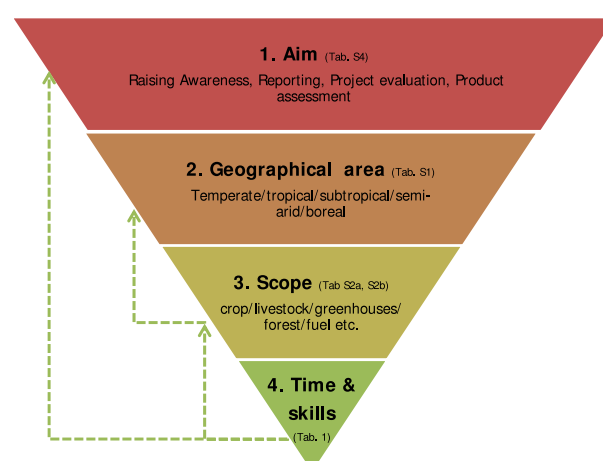 1. Aim (Tab. S4)
Raising Awareness, Reporting, Project evaluation, Product
assessment
2. Geographical area (Tab. S1)
Temperate/tropical/subtropical/semi-
arid/boreal
3. Scope (Tab S2a, S2b)
crop/livestock/greenhouses/
forest/fuel etc.
4. Time &
skills
(Tab. 1)